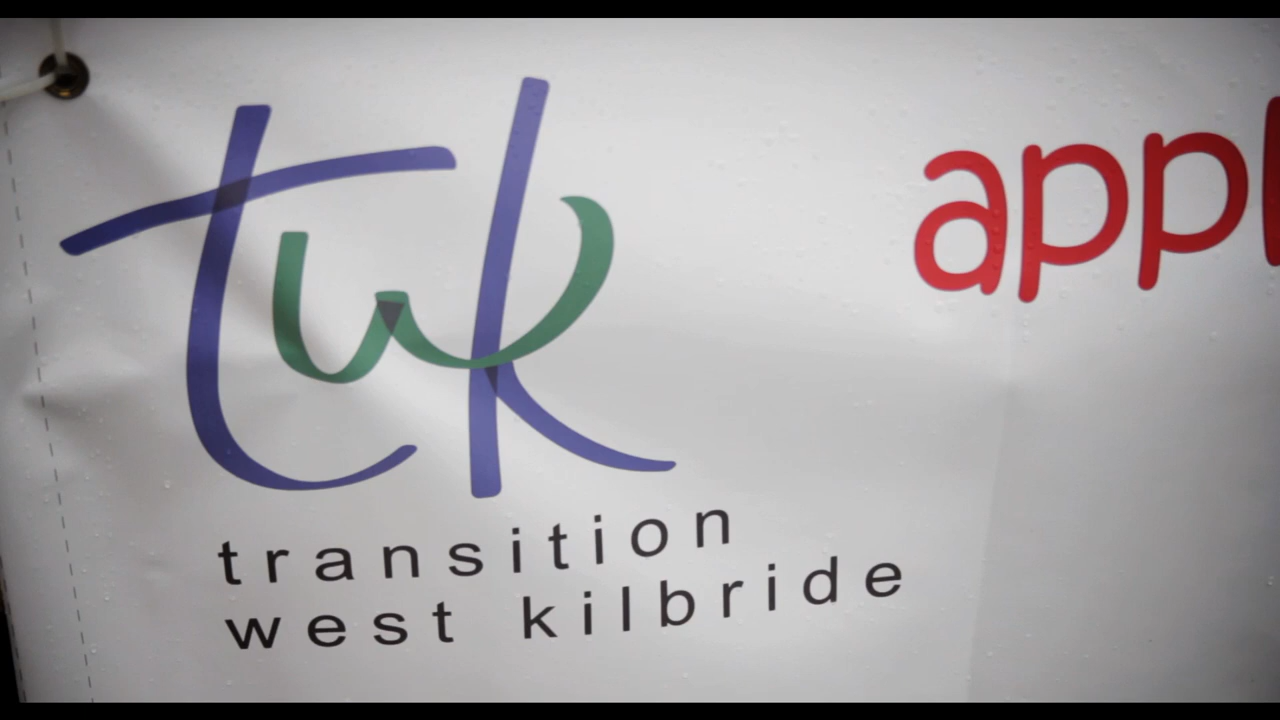 twk
appl
transition
west kilbride